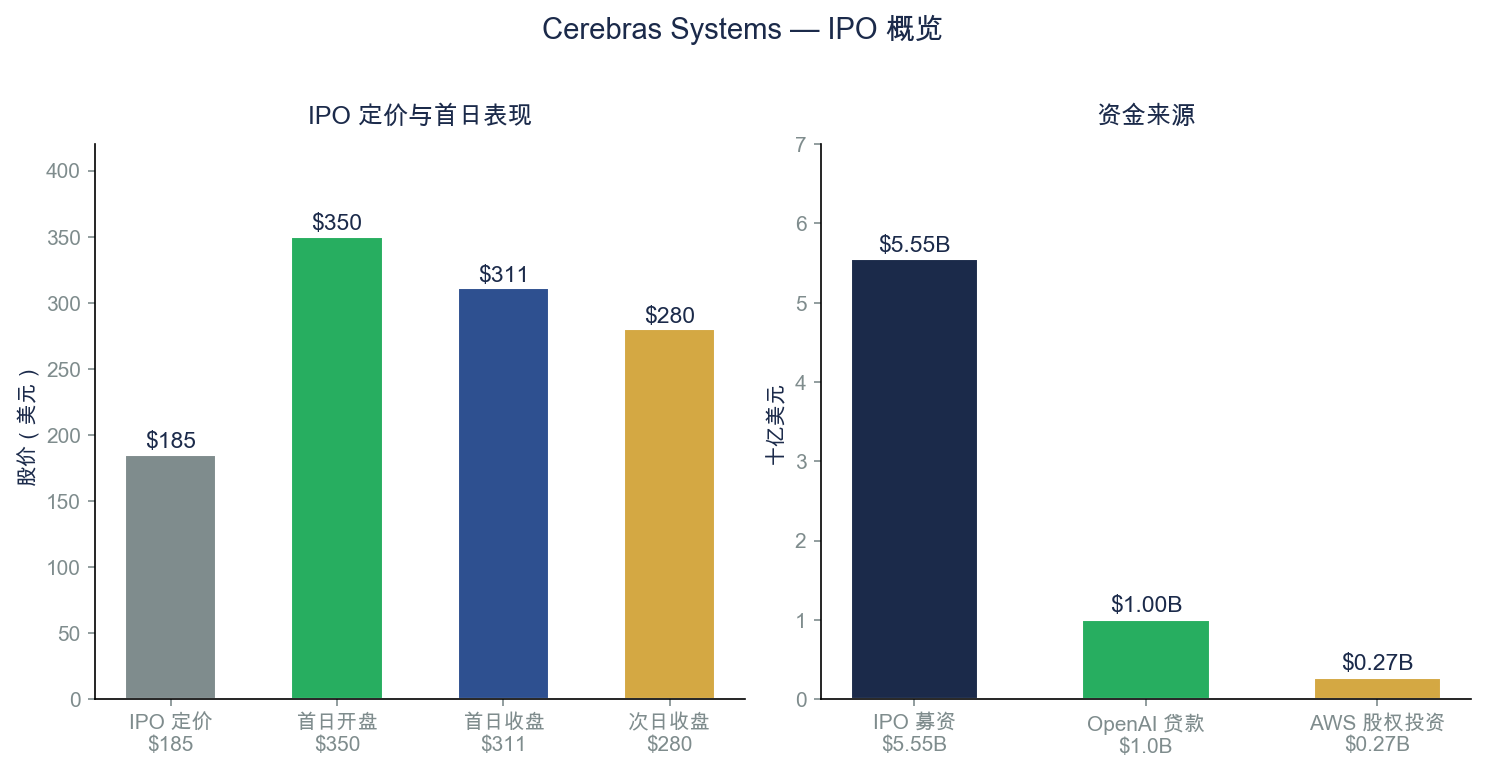 Cerebras Systems — IPO 概览
IPO 定价与首日表现
股价（美元）
400
350
300
250
200
150
100
50
0
$185
$350
$311
$280
IPO 定价
$185
首日开盘
$350
首日收盘
$311
次日收盘
$280
资金来源
十亿美元
7
6
5
4
3
2
1
0
$5.55B
$1.00B
$0.27B
IPO 募资
$5.55B
OpenAI 贷款
$1.0B
AWS 股权投资
$0.27B